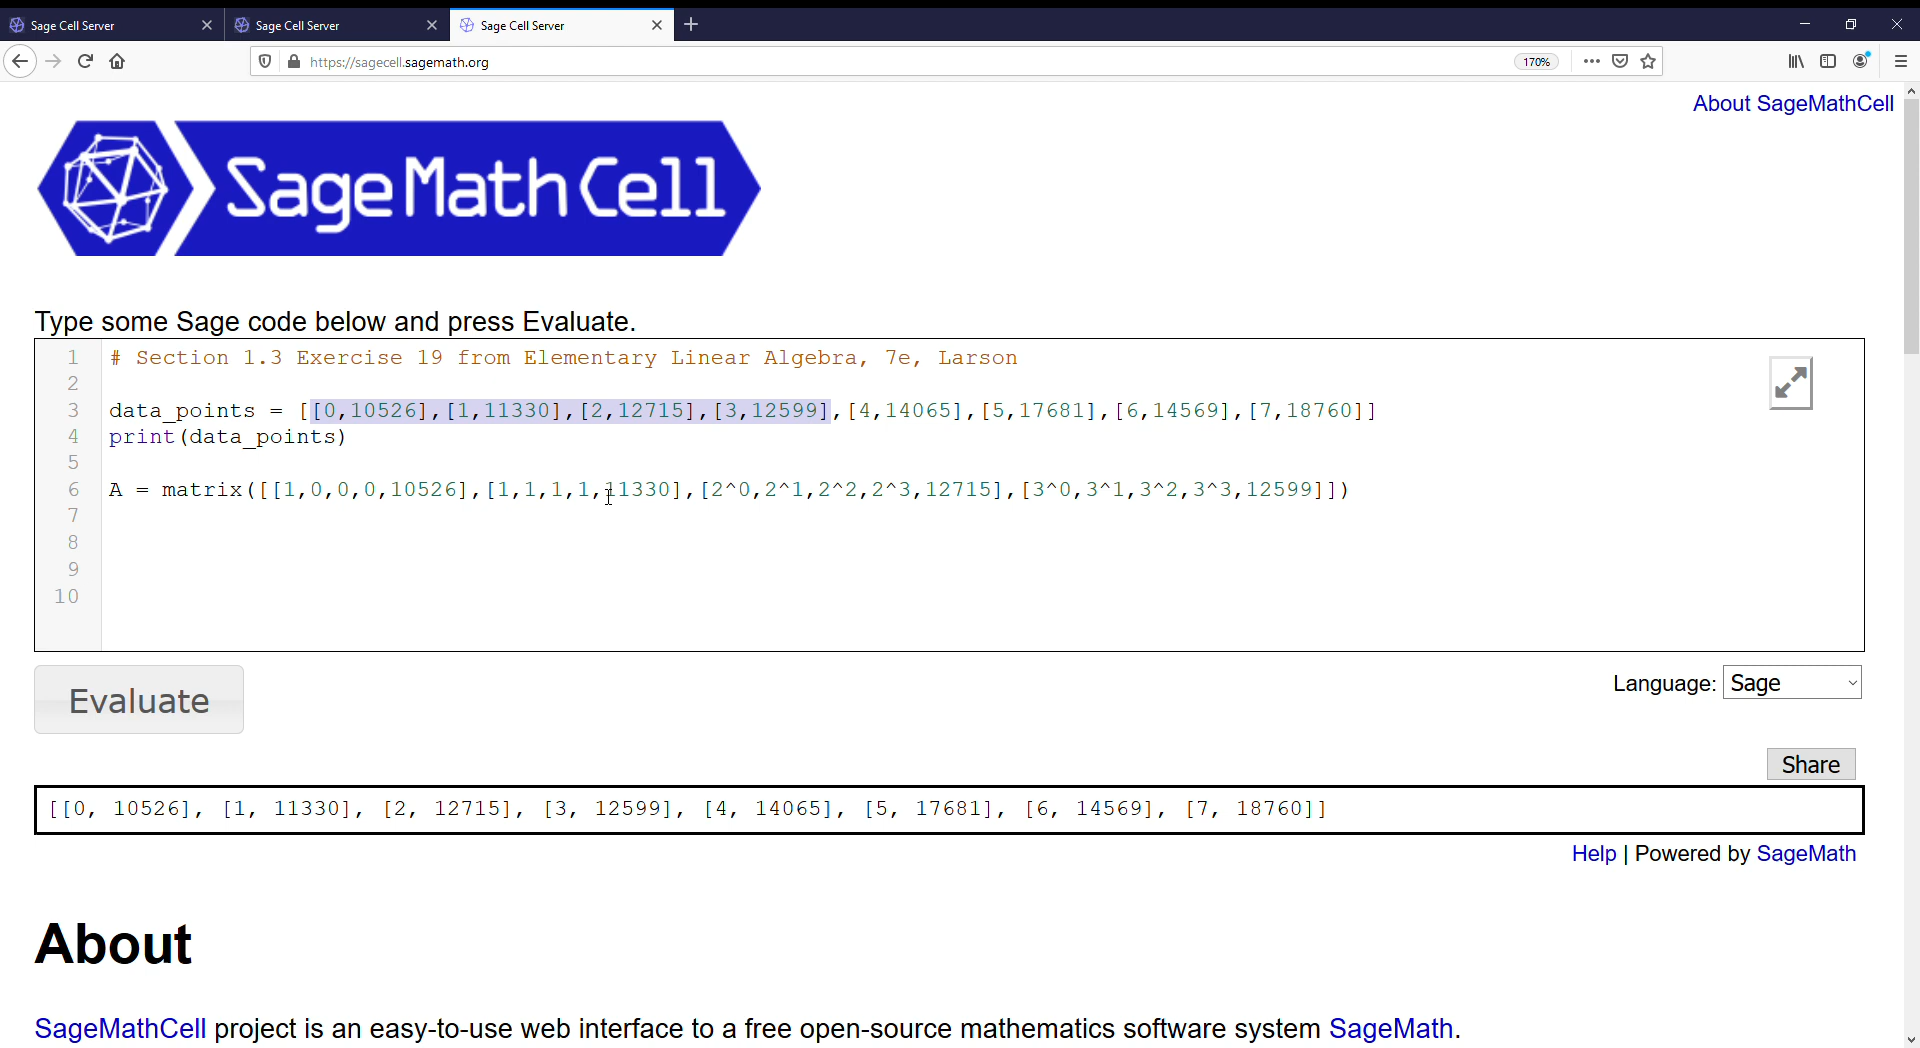 Sage Cell Server
Sage Cell Server
Sage Cell Server
https://sagecell.sagemath.org
170%
About SageMathCell
SageMathCell
Type some Sage code below and press Evaluate.
1 # Section 1.3 Exercise 19 from Elementary Linear Algebra, 7e, Larson
2
3 data_points = [[0,10526],[1,11330],[2,12715],[3,12599],[4,14065],[5,17681],[6,14569],[7,18760]]
4 print(data_points)
5
6 A = matrix([[1,0,0,0,10526],[1,1,1,1,11330],[2^0,2^1,2^2,2^3,12715],[3^0,3^1,3^2,3^3,12599]])
7
8
9
10
Evaluate
Language: Sage
Share
[[0, 10526], [1, 11330], [2, 12715], [3, 12599], [4, 14065], [5, 17681], [6, 14569], [7, 18760]]
Help | Powered by SageMath
About
SageMathCell project is an easy-to-use web interface to a free open-source mathematics software system SageMath.